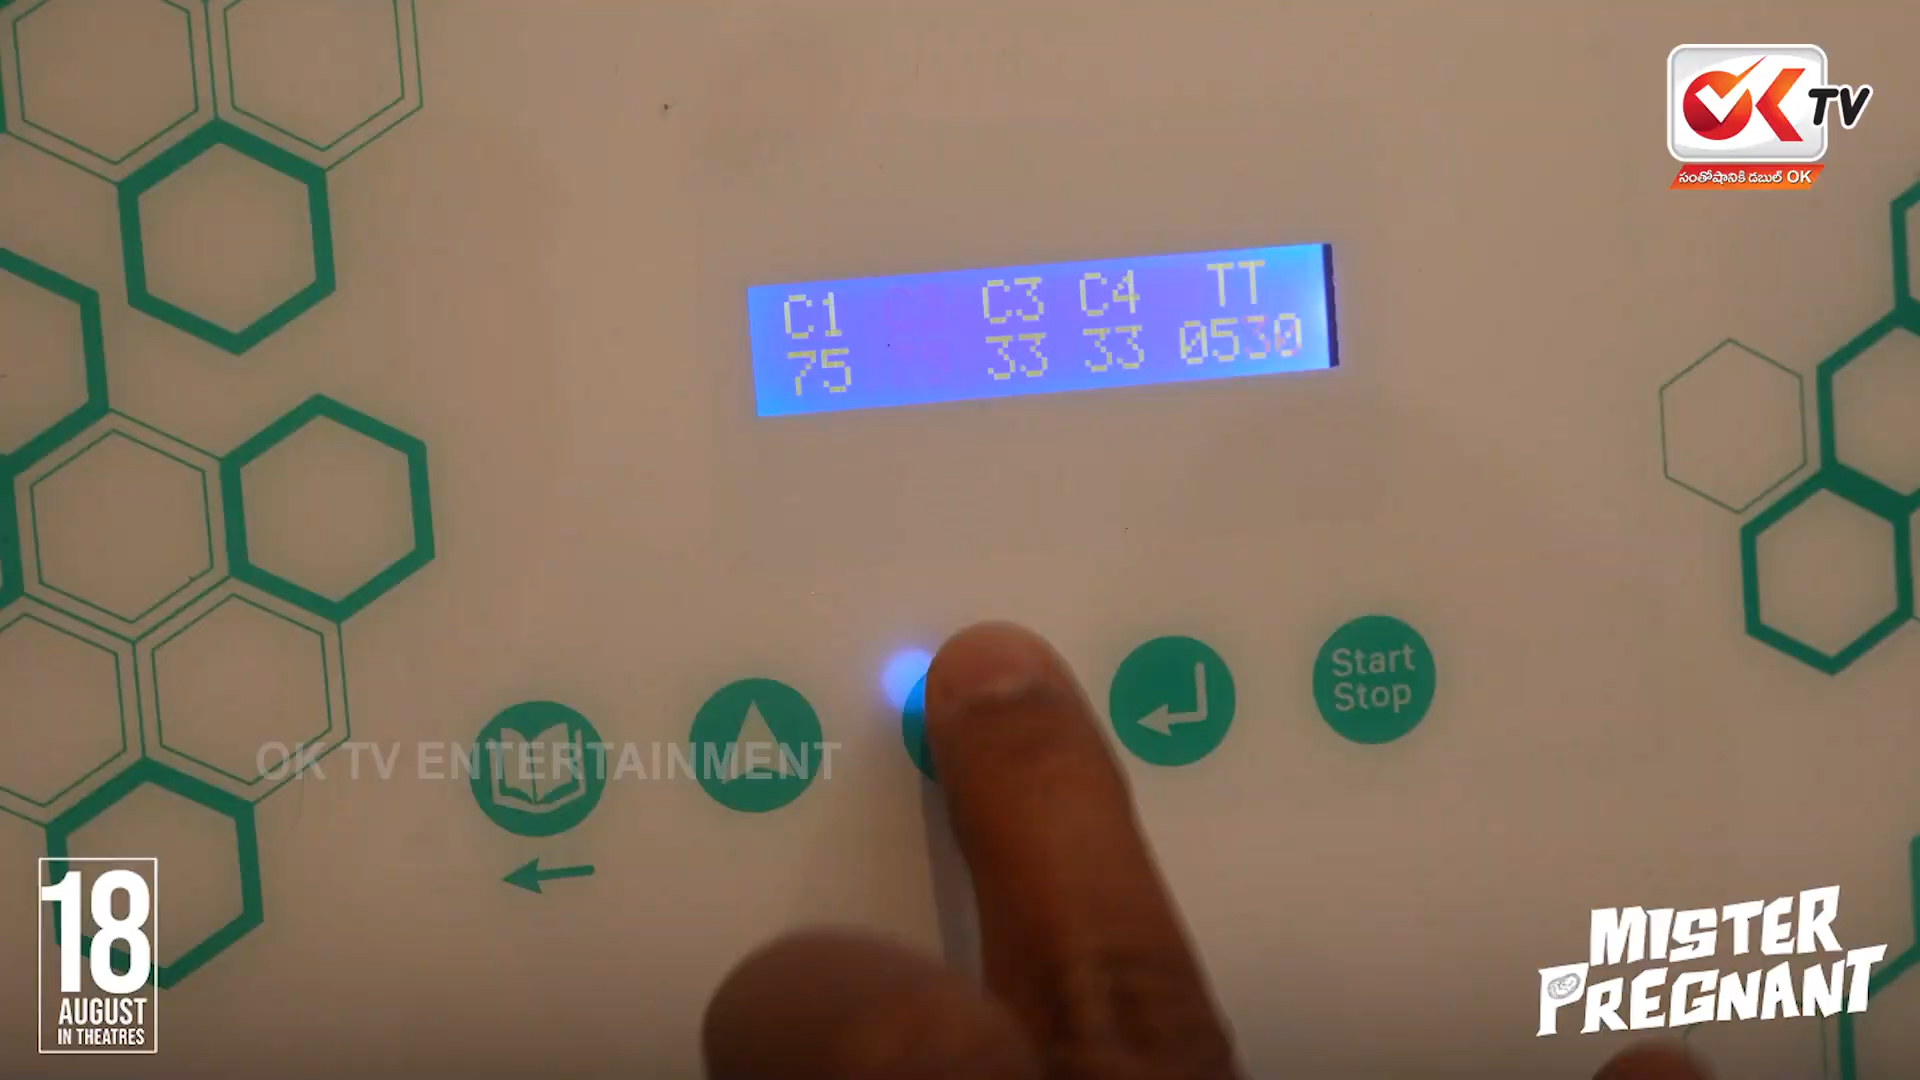 OK TV
సంతోషానికి డబుల్ OK
C1 C3 C4 TT
75 33 33 0530
Start
Stop
OK TV ENTERTAINMENT
18
AUGUST
IN THEATRES
MISTER
PREGNANT